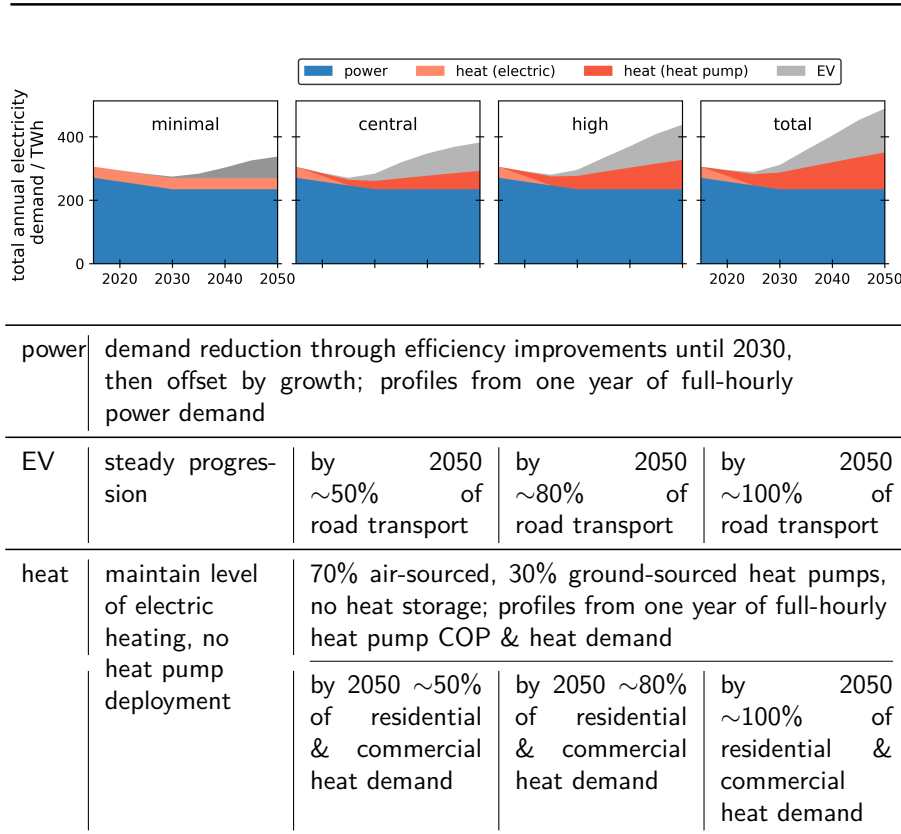 power heat (electric) heat (heat pump) EV
minimal central high total
total annual electricity
demand / TWh
400
200
0
2020 2030 2040 2050 2020 2030 2040 2050
power demand reduction through efficiency improvements until 2030,
then offset by growth; profiles from one year of full-hourly
power demand
EV steady progres- by 2050 by 2050 by 2050
sion ∼50% of ∼80% of ∼100% of
road transport road transport road transport
heat maintain level 70% air-sourced, 30% ground-sourced heat pumps,
of electric no heat storage; profiles from one year of full-hourly
heating, no heat pump COP & heat demand
heat pump
deployment by 2050 ∼50% by 2050 ∼80% by 2050
of residential of residential ∼100% of
& commercial & commercial residential &
heat demand heat demand commercial
heat demand